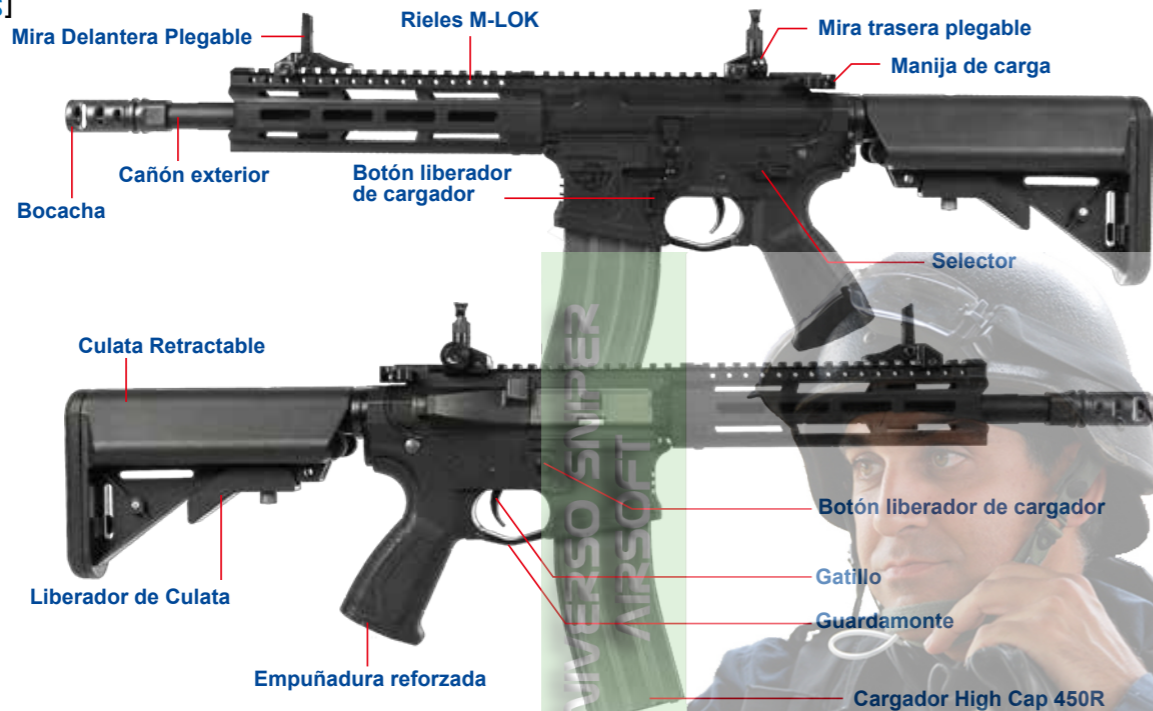 s]
Mira Delantera Plegable
Rieles M-LOK
Mira trasera plegable
Manija de carga
Cañón exterior
Botón liberador
de cargador
Bocacha
Selector
Culata Retractable
UNIVERSO SNIPER
AIRSOFT
Botón liberador de cargador
Gatillo
Liberador de Culata
Guardamonte
Empuñadura reforzada
Cargador High Cap 450R